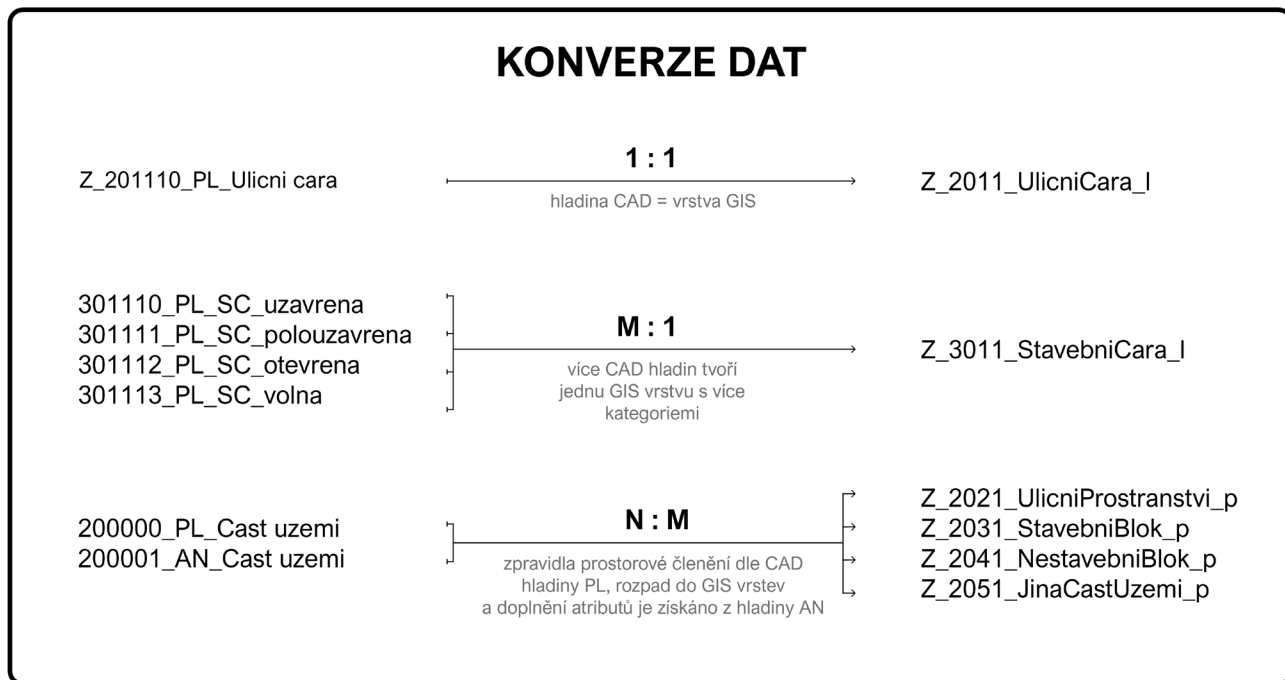 KONVERZE DAT
1 : 1
Z_201110_PL_Ulicni cara
Z_2011_UlicniCara_l
hladina CAD = vrstva GIS
301110_PL_SC_uzavrena
301111_PL_SC_polouzavrena
301112_PL_SC_otevrena
301113_PL_SC_volna
M : 1
více CAD hladin tvoří
jednu GIS vrstvu s více
kategoriemi
Z_3011_StavebniCara_l
200000_PL_Cast uzemi
200001_AN_Cast uzemi
N : M
zpravidla prostorové členění dle CAD
hladiny PL, rozpad do GIS vrstev
a doplnění atributů je získáno z hladiny AN
Z_2021_UlicniProstranstvi_p
Z_2031_StavebniBlok_p
Z_2041_NestavebniBlok_p
Z_2051_JinaCastUzemi_p